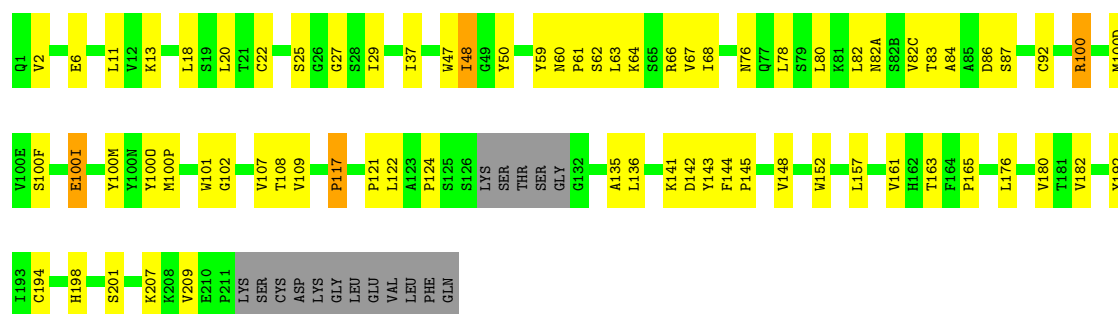 Q1 V2 E6 L11 V12 K13 L18 S19 L20 T21 C22 S25 G26 G27 S28 I29 I37 W47 I48 G49 Y50 Y59 N60 P61 S62 L63 K64 S65 R66 V67 I68 N76 Q77 L78 S79 L80 K81 L82 N82A S82B V82C T83 A84 A85 D86 S87 C92 R100
V100E S100F E100I Y100M Y100N Y100O M100P W101 G102 V107 T108 V109 P117 P121 L122 A123 P124 S125 S126 LYS SER THR SER GLY G132 A135 L136 K141 D142 Y143 F144 P145 V148 W152 L157 V161 H162 T163 F164 P165 L176 V180 T181 V182
I193 C194 H198 S201 K207 K208 V209 E210 P211 LYS SER CYS ASP LYS GLY LEU GLU VAL LEU PHE GLN